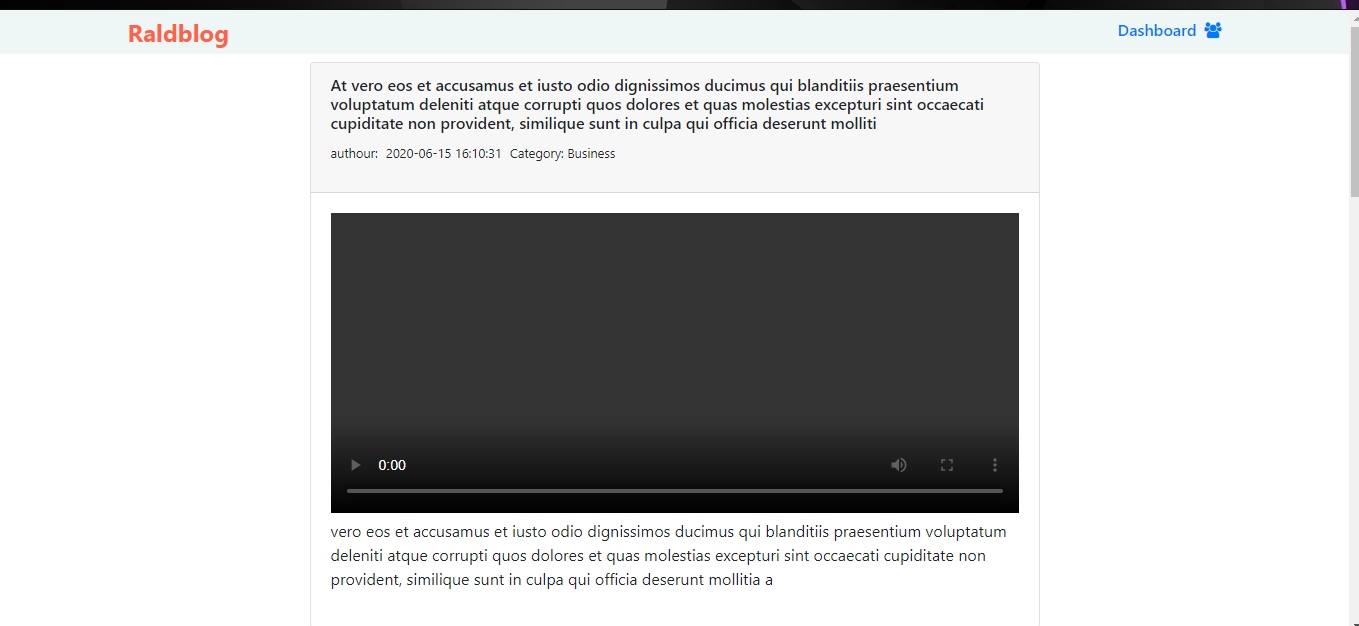 Raldblog
Dashboard
At vero eos et accusamus et iusto odio dignissimos ducimus qui blanditiis praesentium
voluptatum deleniti atque corrupti quos dolores et quas molestias excepturi sint occaecati
cupiditate non provident, similique sunt in culpa qui officia deserunt molliti
authour: 2020-06-15 16:10:31 Category: Business
0:00
vero eos et accusamus et iusto odio dignissimos ducimus qui blanditiis praesentium voluptatum
deleniti atque corrupti quos dolores et quas molestias excepturi sint occaecati cupiditate non
provident, similique sunt in culpa qui officia deserunt mollitia a